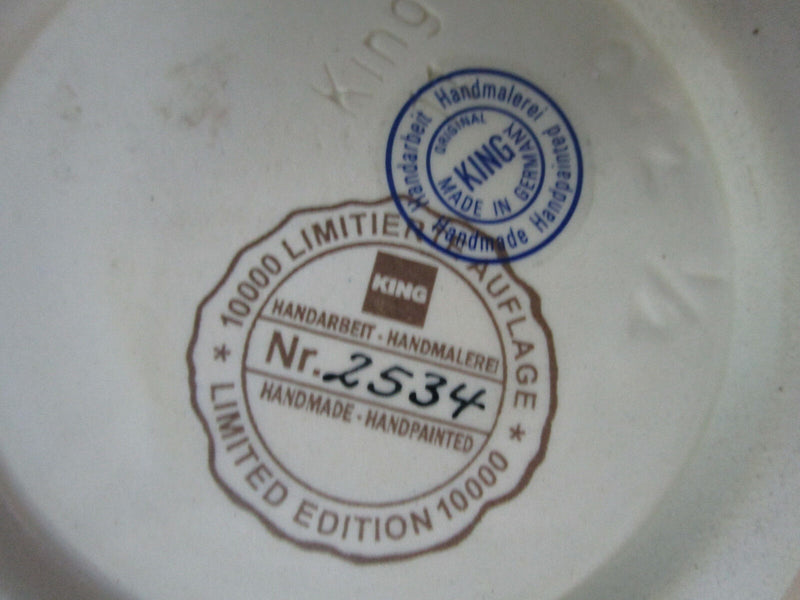 King
Handarbeit Handmalerei Handpainted Handmade
ORIGINAL
KING
MADE IN GERMANY
10000 LIMITIERTE AUFLAGE
KING
HANDARBEIT - HANDMALEREI
Nr. 2534
HANDMADE - HANDPAINTED
* LIMITED EDITION 10000 *